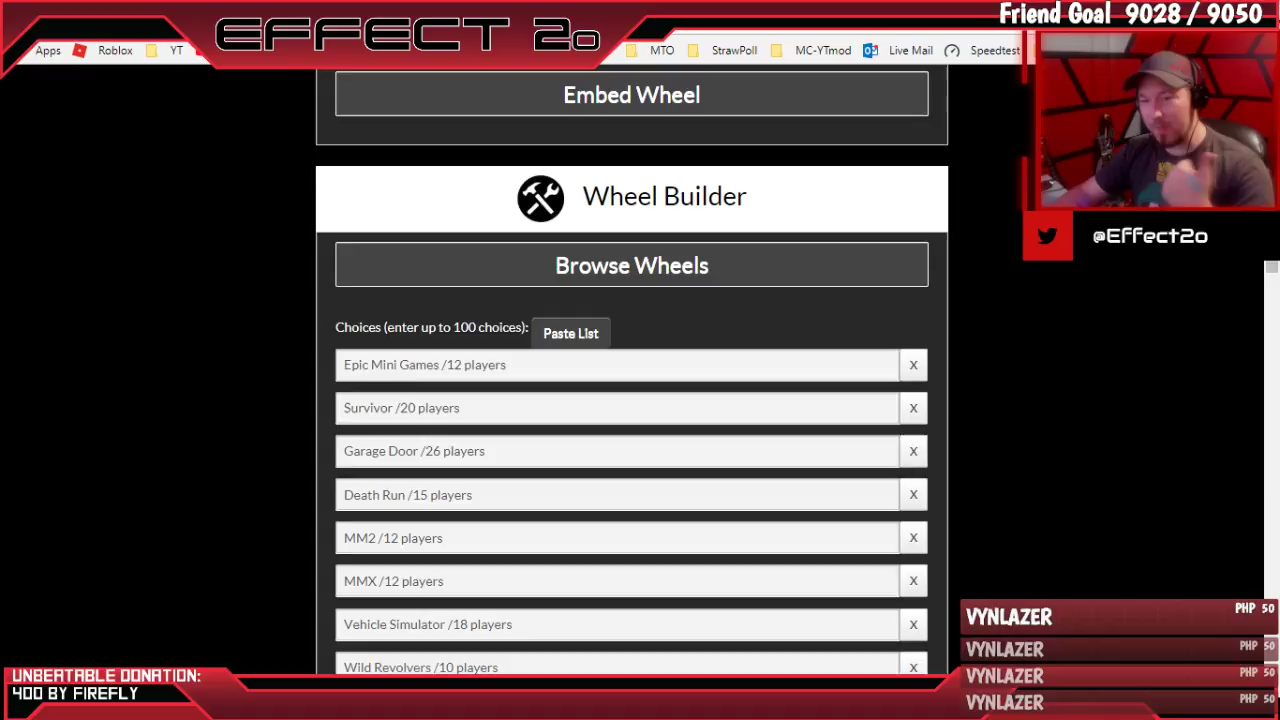 EFFECT 2o
Friend Goal 9028 / 9050
Apps
Roblox
YT
MTO
StrawPoll
MC-YTmod
Live Mail
Speedtest
Embed Wheel
Wheel Builder
@Effect2o
Browse Wheels
Choices (enter up to 100 choices):
Paste List
Epic Mini Games /12 players
X
Survivor /20 players
X
Garage Door /26 players
X
Death Run /15 players
X
MM2 /12 players
X
MMX /12 players
X
Vehicle Simulator /18 players
X
Wild Revolvers /10 players
X
VYNLAZER PHP 50
VYNLAZER PHP 50
VYNLAZER PHP 50
VYNLAZER PHP 50
UNBEATABLE DONATION:
400 BY FIREFLY